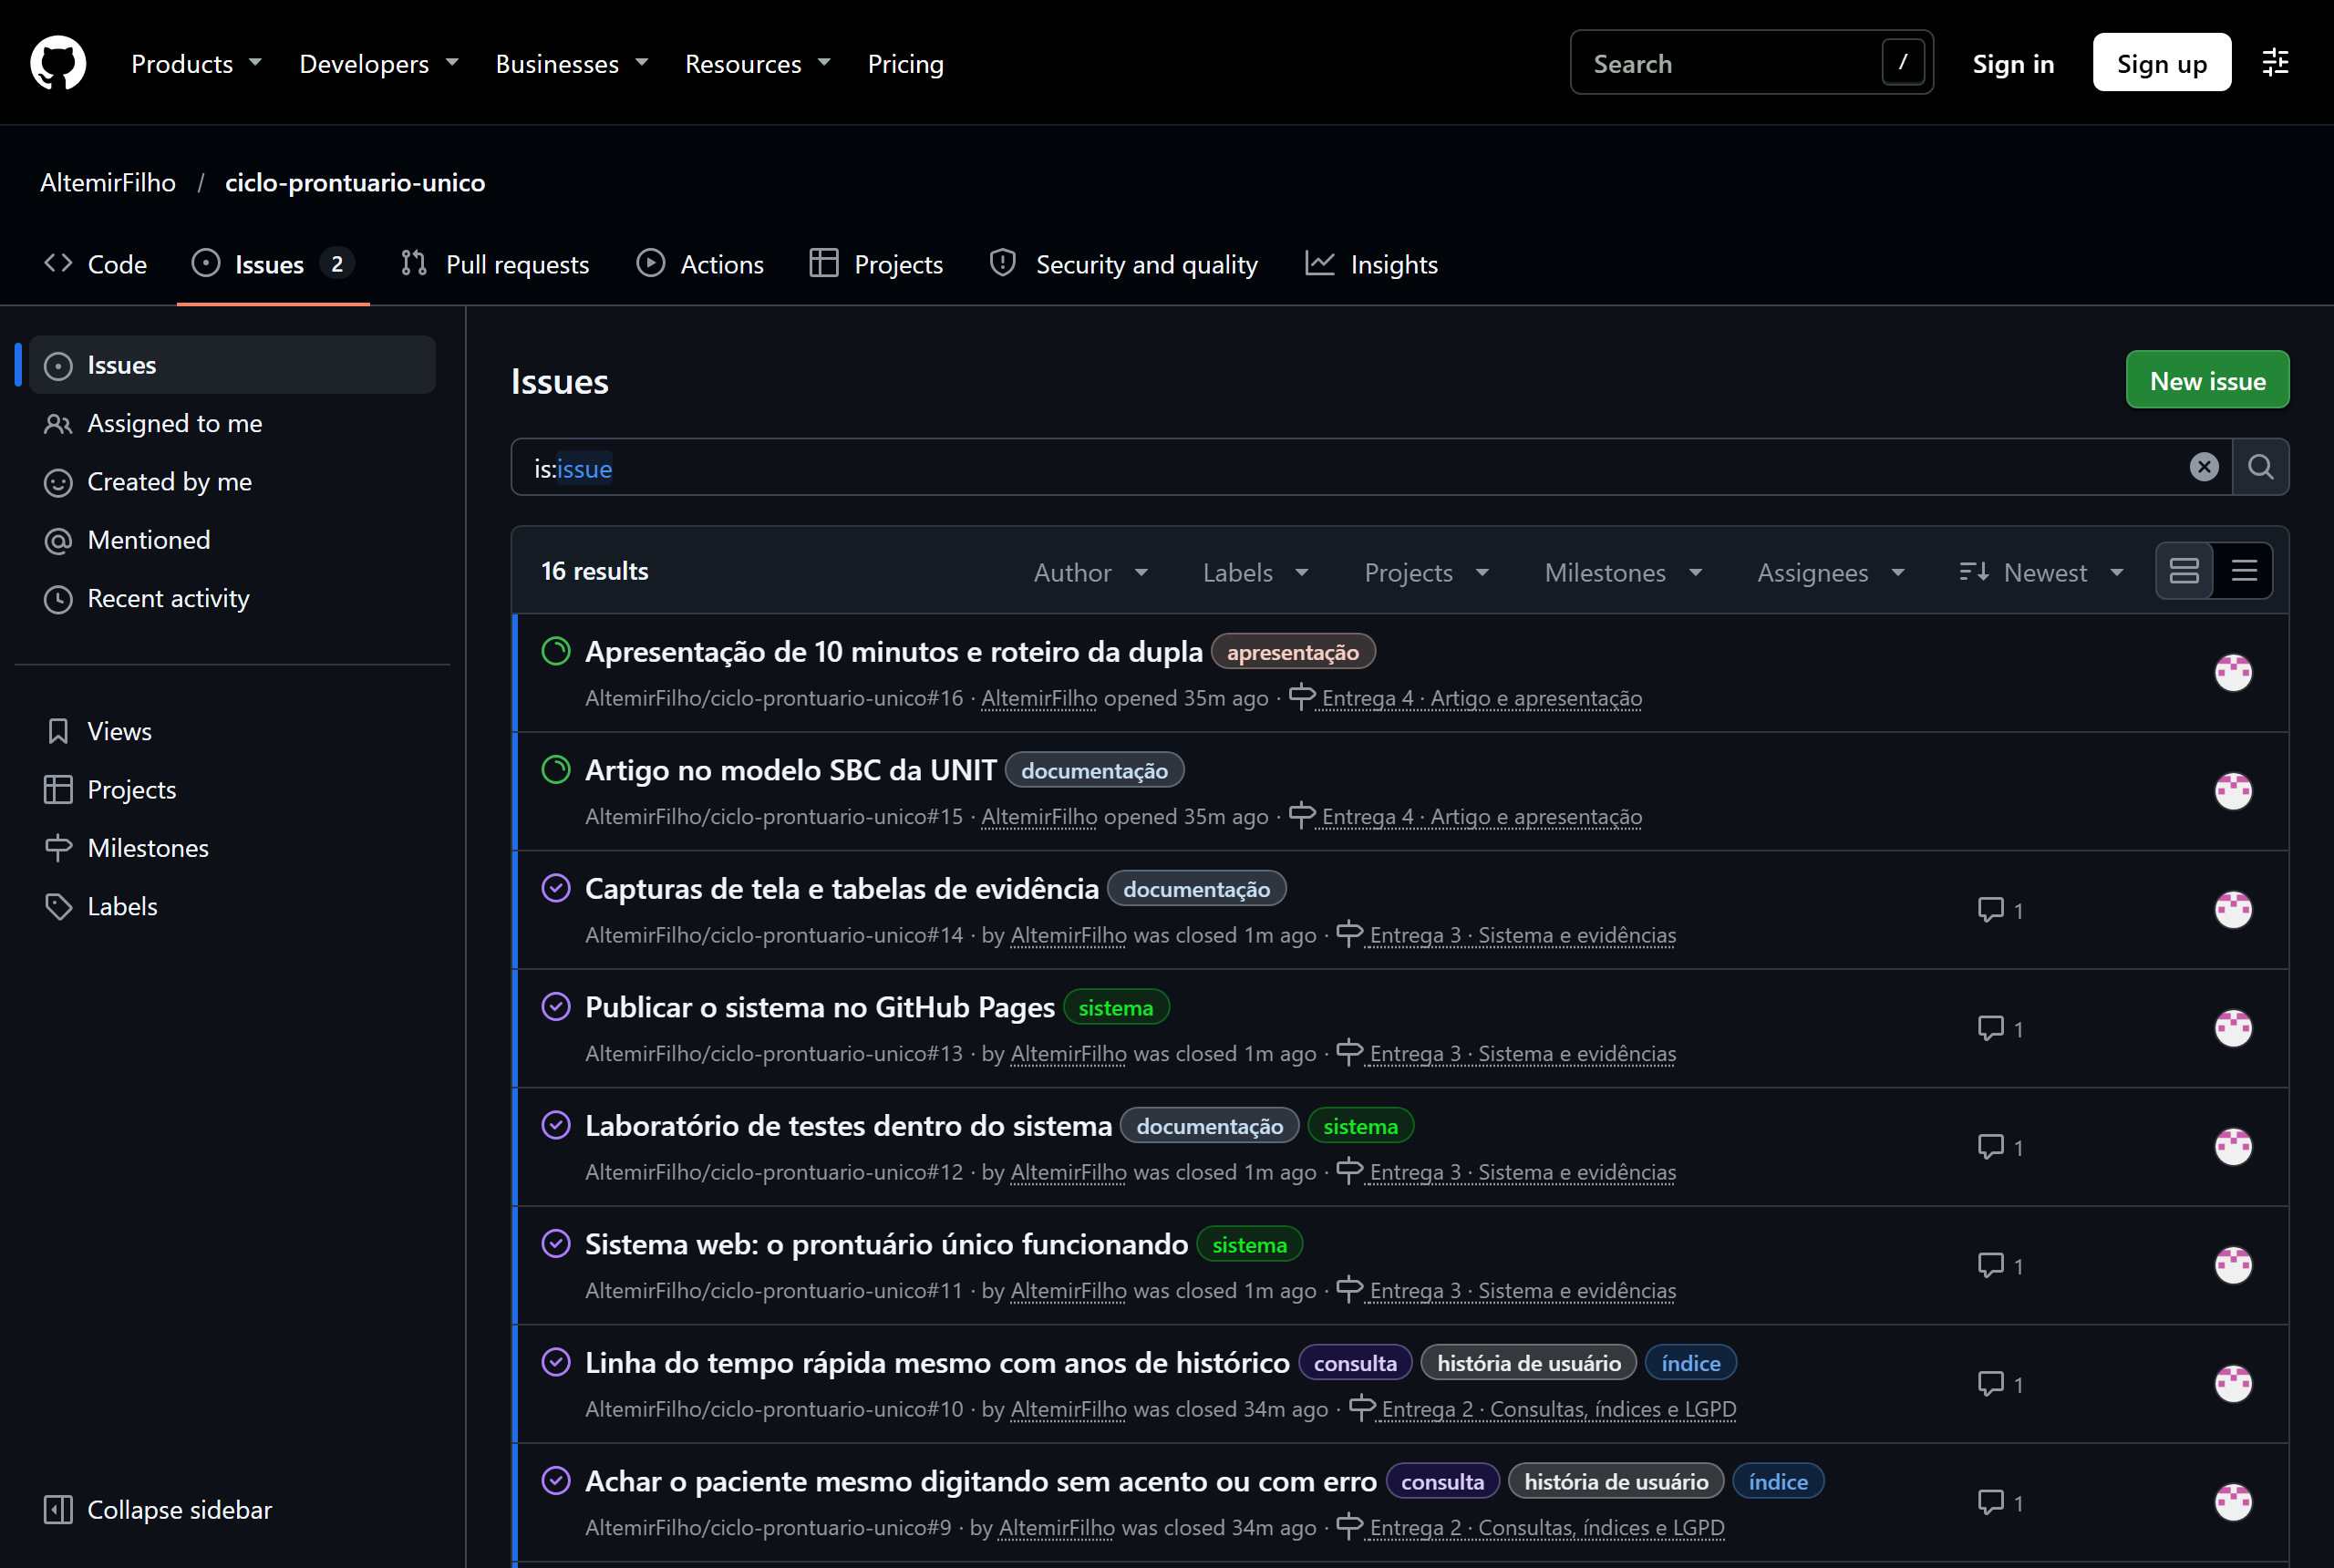 Products Developers Businesses Resources Pricing Search / Sign in Sign up
AltemirFilho / ciclo-prontuario-unico
Code Issues 2 Pull requests Actions Projects Security and quality Insights
Issues
Assigned to me
Created by me
Mentioned
Recent activity
Views
Projects
Milestones
Labels
Collapse sidebar
Issues New issue
is:issue
16 results Author Labels Projects Milestones Assignees Newest
Apresentação de 10 minutos e roteiro da dupla apresentação
AltemirFilho/ciclo-prontuario-unico#16 · AltemirFilho opened 35m ago · Entrega 4 · Artigo e apresentação
Artigo no modelo SBC da UNIT documentação
AltemirFilho/ciclo-prontuario-unico#15 · AltemirFilho opened 35m ago · Entrega 4 · Artigo e apresentação
Capturas de tela e tabelas de evidência documentação 1
AltemirFilho/ciclo-prontuario-unico#14 · by AltemirFilho was closed 1m ago · Entrega 3 · Sistema e evidências
Publicar o sistema no GitHub Pages sistema 1
AltemirFilho/ciclo-prontuario-unico#13 · by AltemirFilho was closed 1m ago · Entrega 3 · Sistema e evidências
Laboratório de testes dentro do sistema documentação sistema 1
AltemirFilho/ciclo-prontuario-unico#12 · by AltemirFilho was closed 1m ago · Entrega 3 · Sistema e evidências
Sistema web: o prontuário único funcionando sistema 1
AltemirFilho/ciclo-prontuario-unico#11 · by AltemirFilho was closed 1m ago · Entrega 3 · Sistema e evidências
Linha do tempo rápida mesmo com anos de histórico consulta história de usuário índice 1
AltemirFilho/ciclo-prontuario-unico#10 · by AltemirFilho was closed 34m ago · Entrega 2 · Consultas, índices e LGPD
Achar o paciente mesmo digitando sem acento ou com erro consulta história de usuário índice 1
AltemirFilho/ciclo-prontuario-unico#9 · by AltemirFilho was closed 34m ago · Entrega 2 · Consultas, índices e LGPD